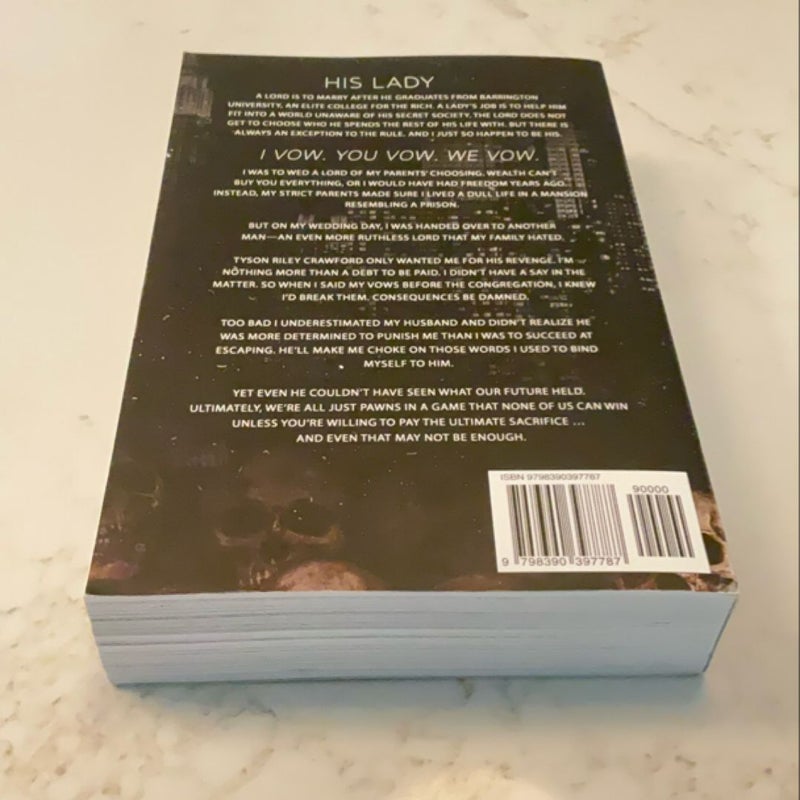 HIS LADY
A LORD IS TO MARRY AFTER HE GRADUATES FROM BARRINGTON
UNIVERSITY, AN ELITE COLLEGE FOR THE RICH. A LADY'S JOB IS TO HELP HIM
FIT INTO A WORLD UNAWARE OF HIS SECRET SOCIETY. THE LORD DOES NOT
GET TO CHOOSE WHO HE SPENDS THE REST OF HIS LIFE WITH. BUT THERE IS
ALWAYS AN EXCEPTION TO THE RULE. AND I JUST SO HAPPEN TO BE HIS.
I VOW. YOU VOW. WE VOW.
I WAS TO WED A LORD OF MY PARENTS' CHOOSING. WEALTH CAN'T
BUY YOU EVERYTHING, OR I WOULD HAVE HAD FREEDOM YEARS AGO.
INSTEAD, MY STRICT PARENTS MADE SURE I LIVED A DULL LIFE IN A MANSION
RESEMBLING A PRISON.
BUT ON MY WEDDING DAY, I WAS HANDED OVER TO ANOTHER
MAN—AN EVEN MORE RUTHLESS LORD THAT MY FAMILY HATED.
TYSON RILEY CRAWFORD ONLY WANTED ME FOR HIS REVENGE. I'M
NOTHING MORE THAN A DEBT TO BE PAID. I DIDN'T HAVE A SAY IN THE
MATTER. SO WHEN I SAID MY VOWS BEFORE THE CONGREGATION, I KNEW
I'D BREAK THEM. CONSEQUENCES BE DAMNED.
TOO BAD I UNDERESTIMATED MY HUSBAND AND DIDN'T REALIZE HE
WAS MORE DETERMINED TO PUNISH ME THAN I WAS TO SUCCEED AT
ESCAPING. HE'LL MAKE ME CHOKE ON THOSE WORDS I USED TO BIND
MYSELF TO HIM.
YET EVEN HE COULDN'T HAVE SEEN WHAT OUR FUTURE HELD.
ULTIMATELY, WE'RE ALL JUST PAWNS IN A GAME THAT NONE OF US CAN WIN
UNLESS YOU'RE WILLING TO PAY THE ULTIMATE SACRIFICE ...
AND EVEN THAT MAY NOT BE ENOUGH.
ISBN 9798390397787
90000
9 798390 397787